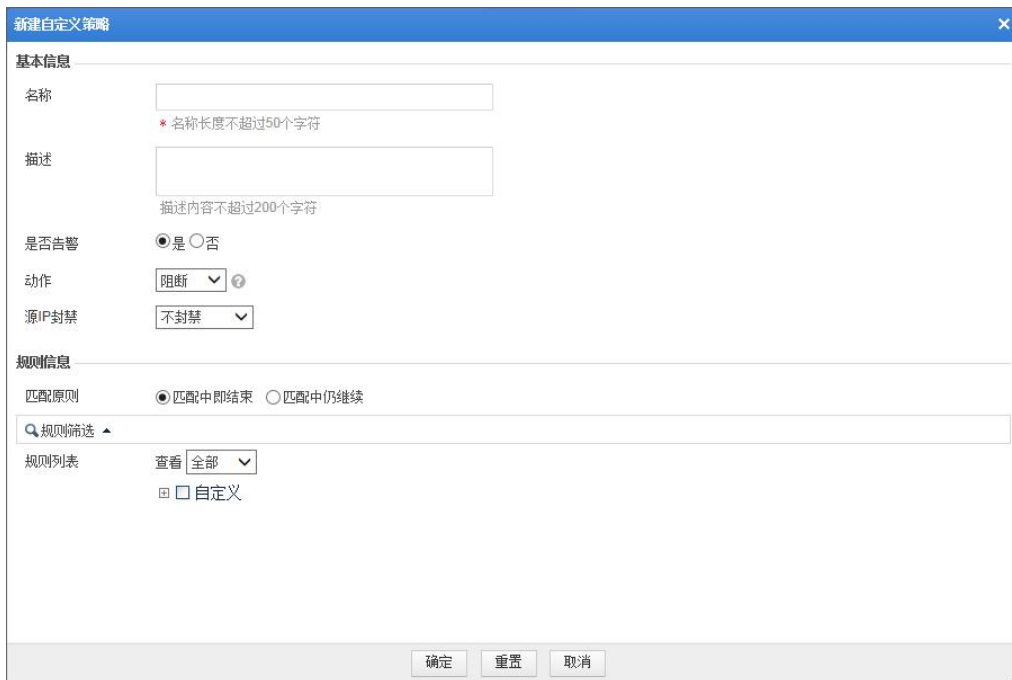 新建自定义策略
基本信息
名称
* 名称长度不超过50个字符
描述
描述内容不超过200个字符
是否告警 是 否
动作 阻断
源IP封禁 不封禁
规则信息
匹配原则 匹配中即结束 匹配中仍继续
规则筛选
规则列表 查看 全部
自定义
确定 重置 取消